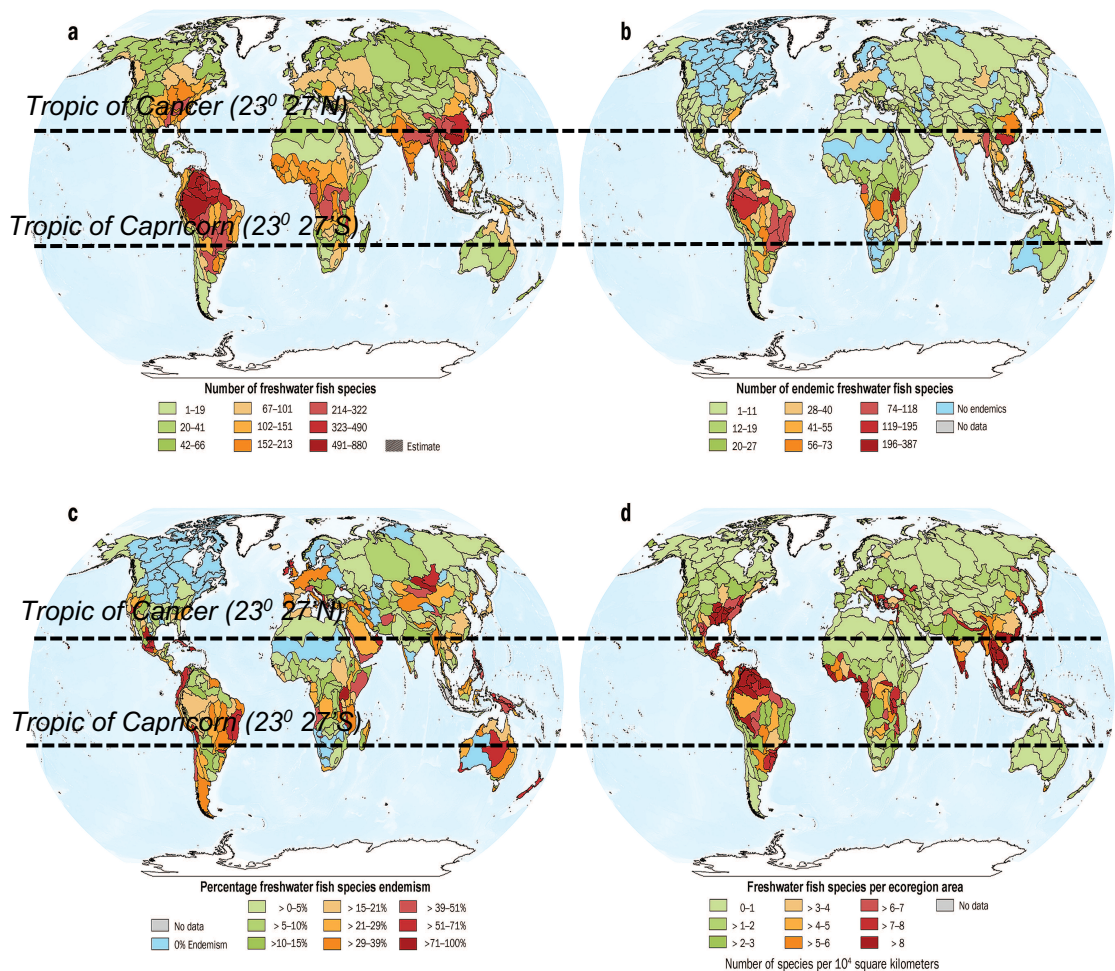 a
b
Tropic of Cancer (23⁰ 27'N)
Tropic of Capricorn (23⁰ 27'S)
Number of freshwater fish species
1–19
67–101
214–322
20–41
102–151
323–490
42–66
152–213
491–880
Estimate
Number of endemic freshwater fish species
1–11
28–40
74–118
No endemics
12–19
41–55
119–195
No data
20–27
56–73
196–387
c
d
Tropic of Cancer (23⁰ 27'N)
Tropic of Capricorn (23⁰ 27'S)
Percentage freshwater fish species endemism
> 0–5%
> 15–21%
> 39–51%
No data
> 5–10%
> 21–29%
> 51–71%
0% Endemism
>10–15%
> 29–39%
>71–100%
Freshwater fish species per ecoregion area
0–1
> 3–4
> 6–7
No data
> 1–2
> 4–5
> 7–8
> 2–3
> 5–6
> 8
Number of species per 10⁴ square kilometers